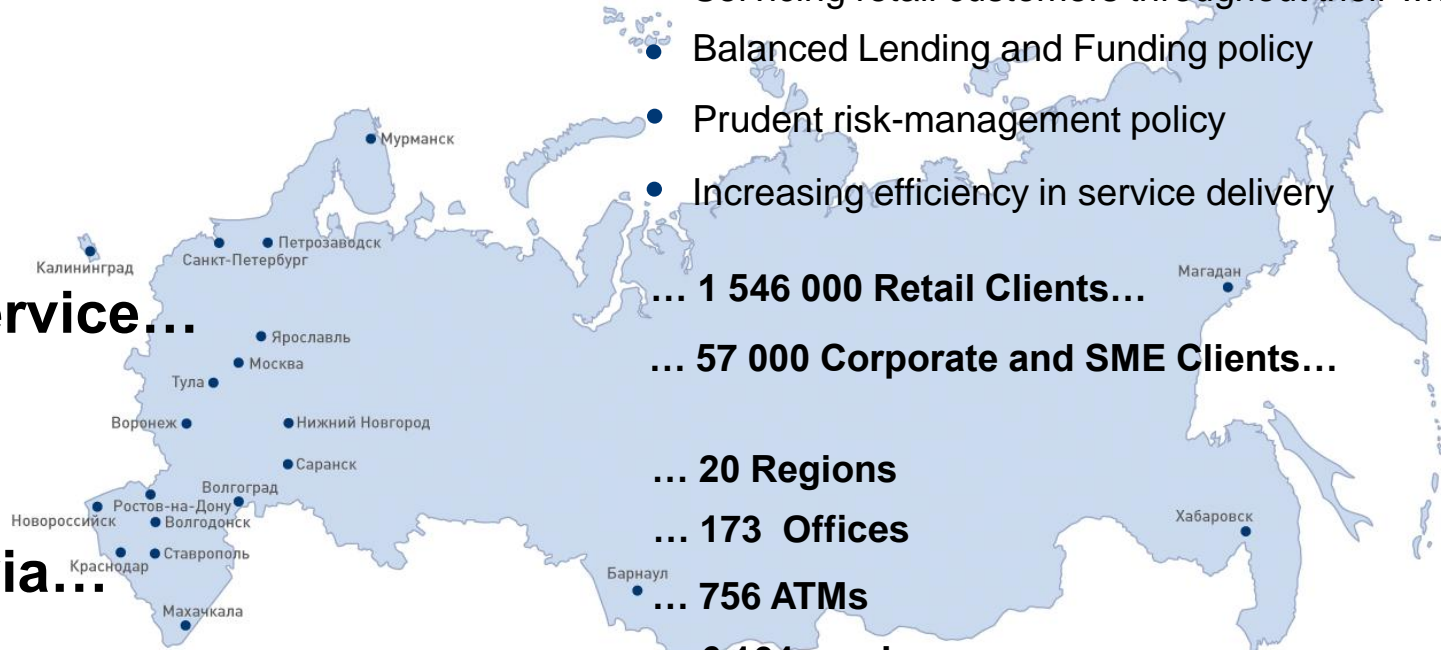 Balanced Lending and Funding policy
Prudent risk-management policy
Increasing efficiency in service delivery
Мурманск
Петрозаводск
Санкт-Петербург
Калининград
Магадан
… 1 546 000 Retail Clients…
Ярославль
… 57 000 Corporate and SME Clients…
Москва
Тула
Воронеж
Нижний Новгород
Саранск
… 20 Regions
Волгоград
Ростов-на-Дону
Новороссийск
Волгодонск
Хабаровск
… 173 Offices
Ставрополь
Краснодар
Барнаул
… 756 ATMs
Махачкала